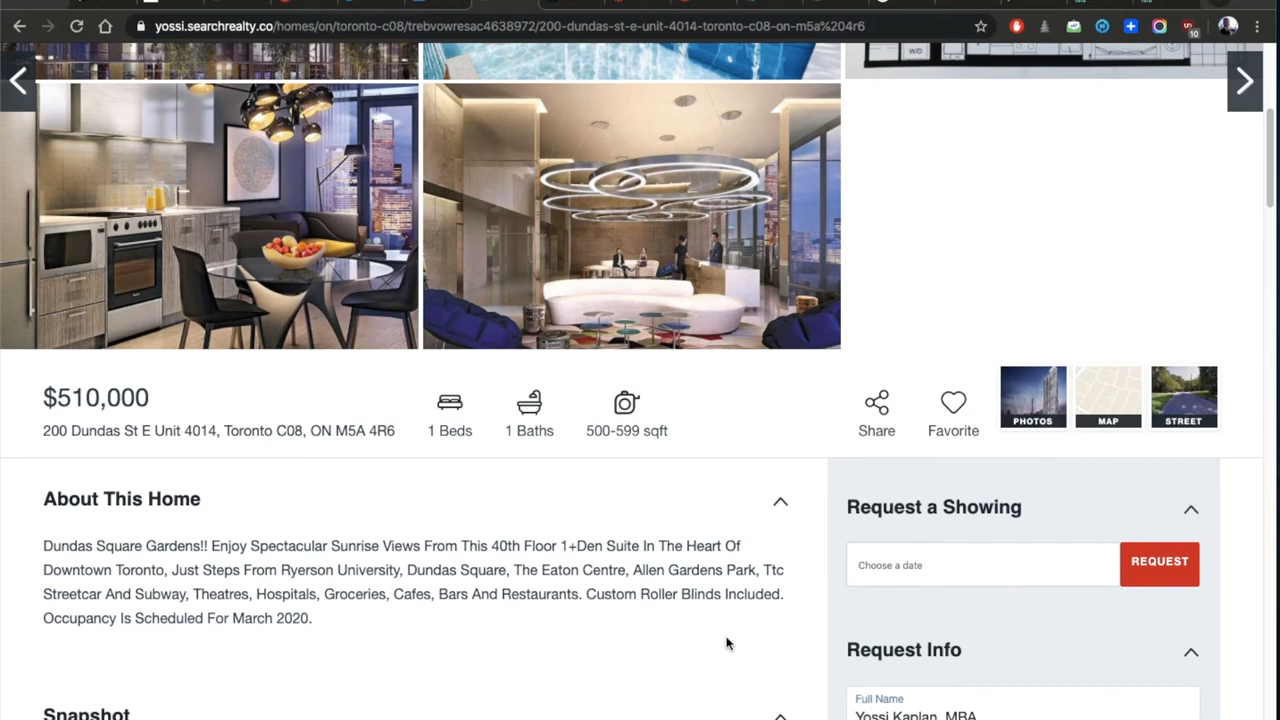 yossi.searchrealty.co/homes/on/toronto-c08/trebvowresac4638972/200-dundas-st-e-unit-4014-toronto-c08-on-m5a%204r6
10
W/D
$510,000
200 Dundas St E Unit 4014, Toronto C08, ON M5A 4R6
1 Beds
1 Baths
500-599 sqft
Share
Favorite
PHOTOS
MAP
STREET
About This Home
Dundas Square Gardens!! Enjoy Spectacular Sunrise Views From This 40th Floor 1+Den Suite In The Heart Of
Downtown Toronto, Just Steps From Ryerson University, Dundas Square, The Eaton Centre, Allen Gardens Park, Ttc
Streetcar And Subway, Theatres, Hospitals, Groceries, Cafes, Bars And Restaurants. Custom Roller Blinds Included.
Occupancy Is Scheduled For March 2020.
Request a Showing
Choose a date
REQUEST
Request Info
Full Name
Yossi Kaplan, MBA
Snapshot